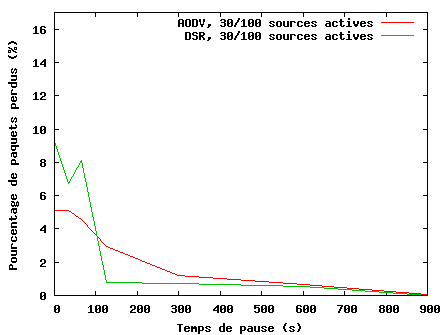 AODV, 30/100 sources actives
DSR, 30/100 sources actives
Pourcentage de paquets perdus (%)
16
14
12
10
8
6
4
2
0
0 100 200 300 400 500 600 700 800 900
Temps de pause (s)